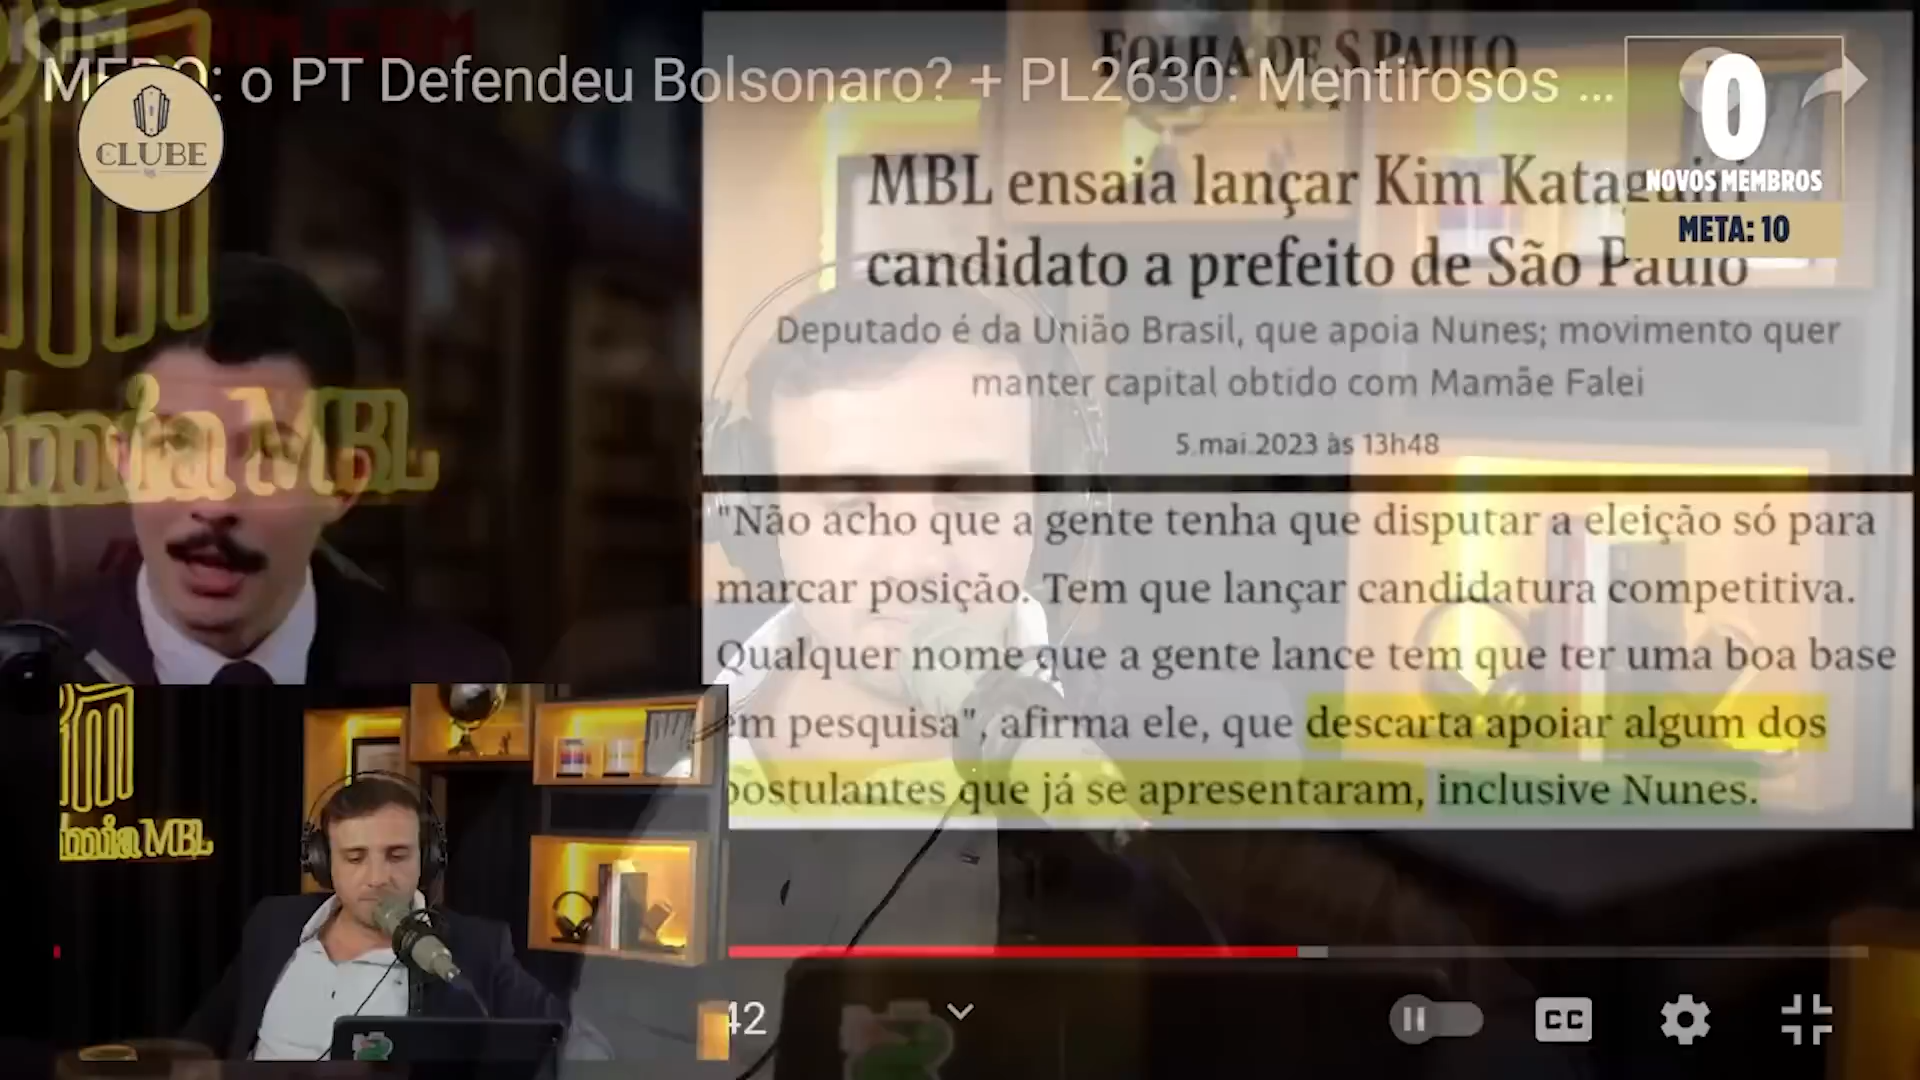 MEDO: o PT Defendeu Bolsonaro? + PL2630: Mentirosos ...
FOLHA DE S.PAULO
CLUBE
0
NOVOS MEMBROS
META: 10
MBL ensaia lançar Kim Kataguiri
candidato a prefeito de São Paulo
Deputado é da União Brasil, que apoia Nunes; movimento quer
manter capital obtido com Mamãe Falei
5.mai.2023 às 13h48
"Não acho que a gente tenha que disputar a eleição só para
marcar posição. Tem que lançar candidatura competitiva.
Qualquer nome que a gente lance tem que ter uma boa base
em pesquisa", afirma ele, que descarta apoiar algum dos
postulantes que já se apresentaram, inclusive Nunes.
MBL
MBL
42
CC